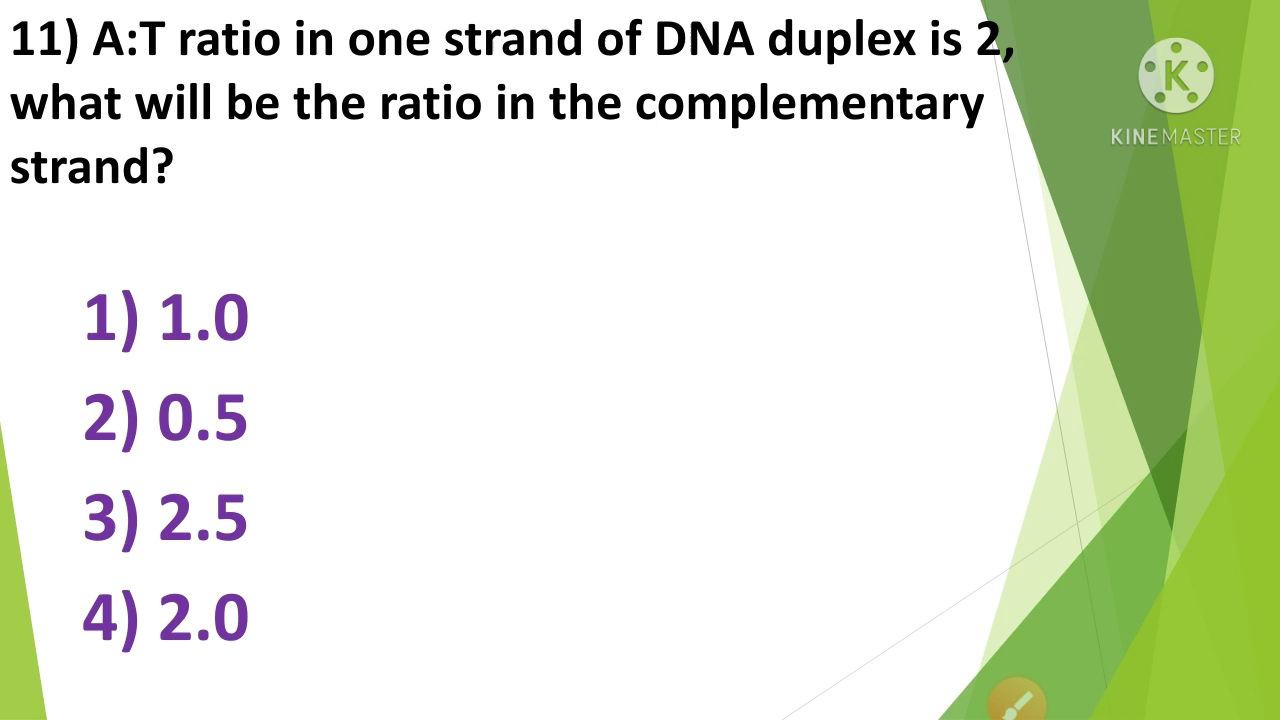 11) A:T ratio in one strand of DNA duplex is 2,
what will be the ratio in the complementary
strand?
1) 1.0
2) 0.5
3) 2.5
4) 2.0
K
KINEMASTER